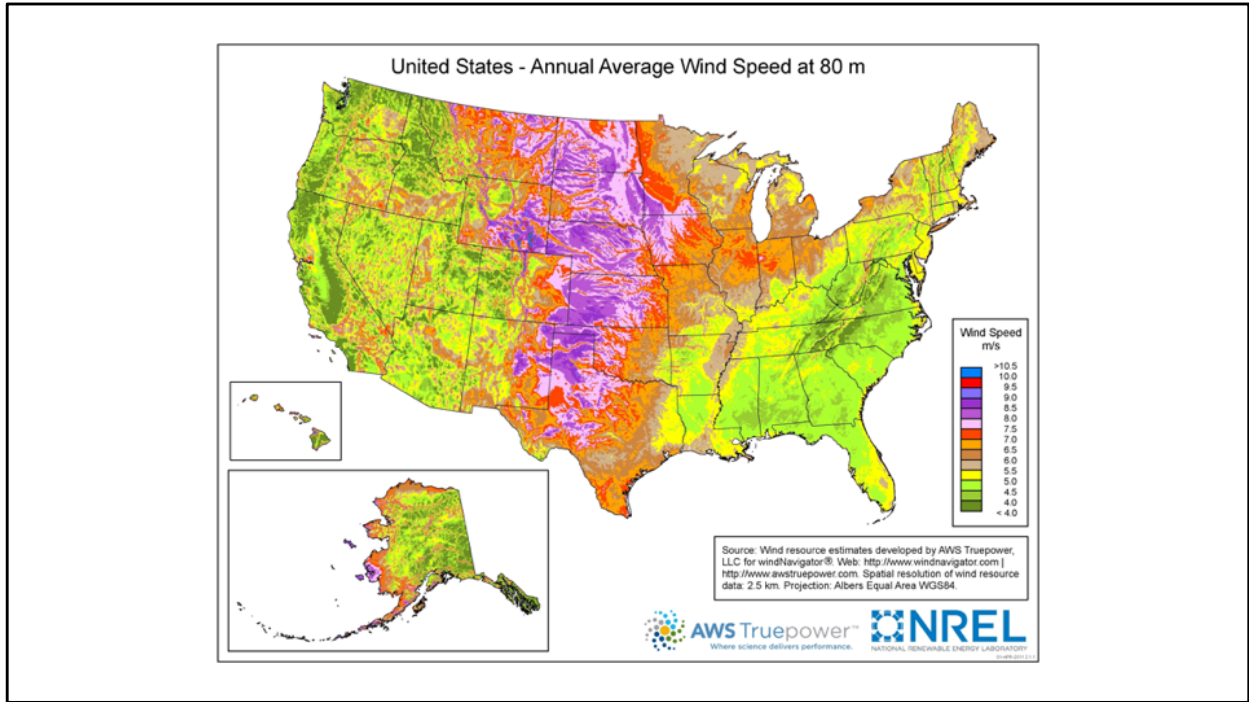 United States - Annual Average Wind Speed at 80 m
Wind Speed
m/s
>10.5
10.0
9.5
9.0
8.5
8.0
7.5
7.0
6.5
6.0
5.5
5.0
4.5
4.0
< 4.0
Source: Wind resource estimates developed by AWS Truepower,
LLC for windNavigator®. Web: http://www.windnavigator.com |
http://www.awstruepower.com. Spatial resolution of wind resource
data: 2.5 km. Projection: Albers Equal Area WGS84.
AWS Truepower™
Where science delivers performance.
NREL
NATIONAL RENEWABLE ENERGY LABORATORY